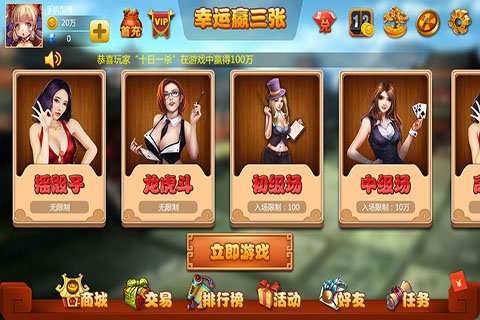 手机型号
20万
0
首充
VIP
幸运赢三张
12
恭喜玩家“十日一杀”在游戏中赢得100万
摇骰子
无限制
龙虎斗
无限制
初级场
入场限制：100
中级场
入场限制：10万
立即游戏
商城
交易
排行榜
活动
好友
任务